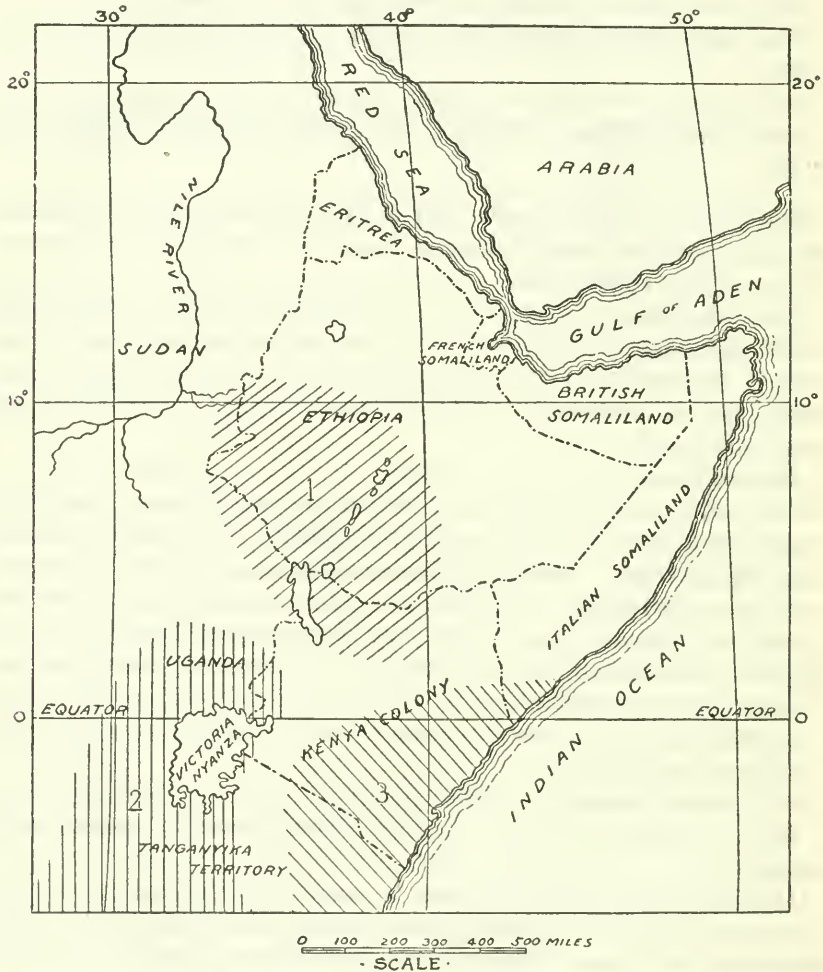 30° 40° 50°
20° 20°
RED SEA
ARABIA
NILE RIVER
ERITREA
GULF OF ADEN
SUDAN
FRENCH
SOMALILAND
BRITISH
SOMALILAND
10° 10°
ETHIOPIA
1
ITALIAN SOMALILAND
UGANDA
KENYA COLONY
INDIAN OCEAN
EQUATOR 0 EQUATOR 0
VICTORIA
NYANZA
2
3
TANGANYIKA
TERRITORY
0 100 200 300 400 500 MILES
· SCALE ·